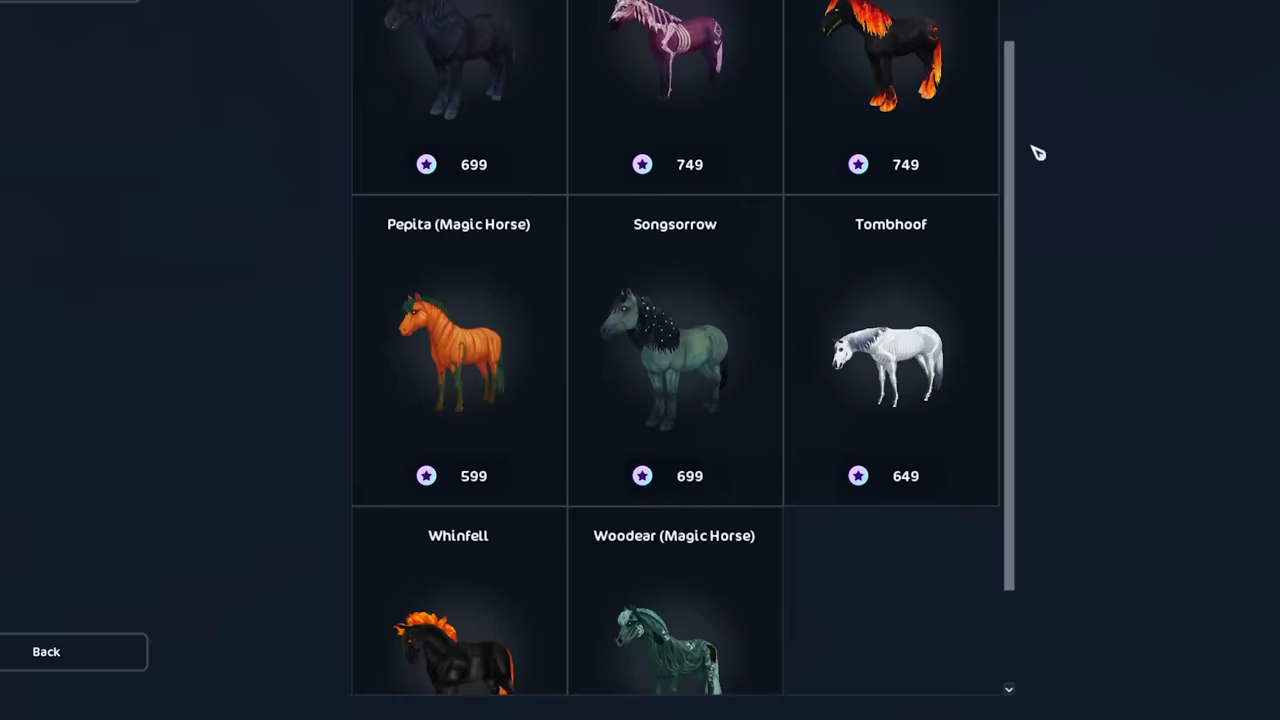 699 749 749
Pepita (Magic Horse) Songsorrow Tombhoof
599 699 649
Whinfell Woodear (Magic Horse)
Back